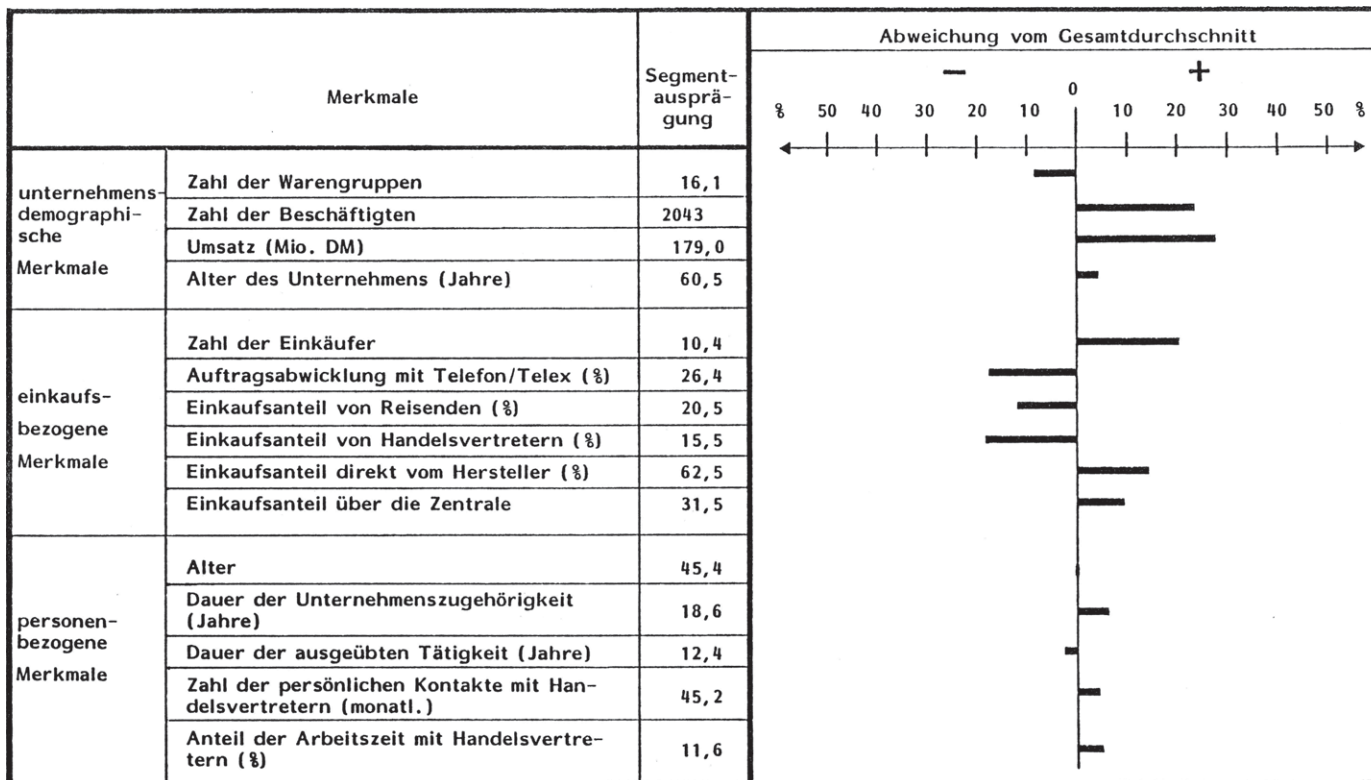 Merkmale
Segment-
ausprä-
gung
Abweichung vom Gesamtdurchschnitt
− +
0
% 50 40 30 20 10 10 20 30 40 50 %
unternehmens-
demographi-
sche
Merkmale
Zahl der Warengruppen 16,1
Zahl der Beschäftigten 2043
Umsatz (Mio. DM) 179,0
Alter des Unternehmens (Jahre) 60,5
einkaufs-
bezogene
Merkmale
Zahl der Einkäufer 10,4
Auftragsabwicklung mit Telefon/Telex (%) 26,4
Einkaufsanteil von Reisenden (%) 20,5
Einkaufsanteil von Handelsvertretern (%) 15,5
Einkaufsanteil direkt vom Hersteller (%) 62,5
Einkaufsanteil über die Zentrale 31,5
personen-
bezogene
Merkmale
Alter 45,4
Dauer der Unternehmenszugehörigkeit
(Jahre) 18,6
Dauer der ausgeübten Tätigkeit (Jahre) 12,4
Zahl der persönlichen Kontakte mit Han-
delsvertretern (monatl.) 45,2
Anteil der Arbeitszeit mit Handelsvertre-
tern (%) 11,6